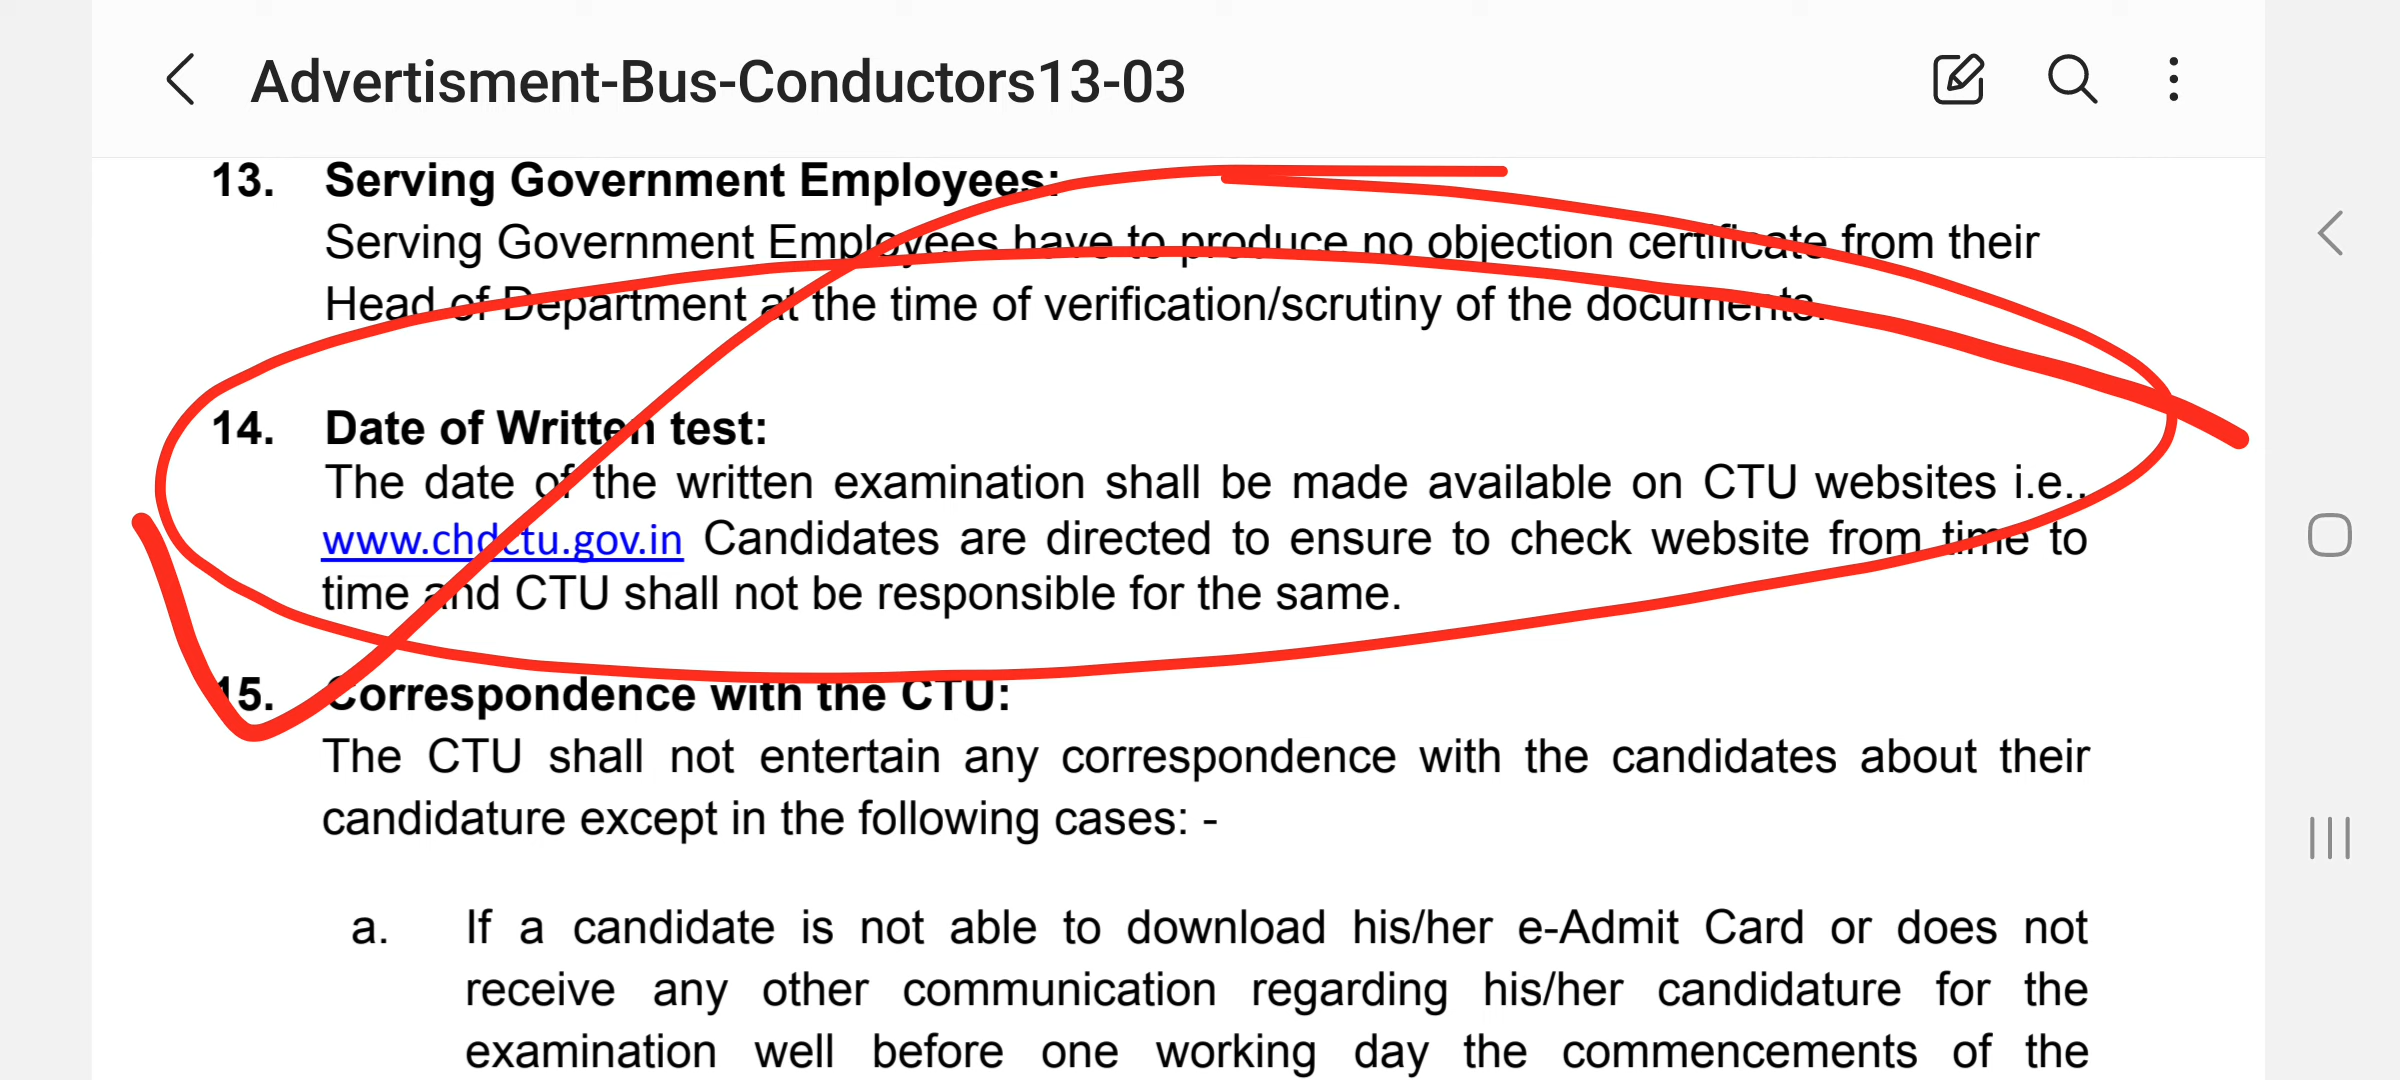 Advertisment-Bus-Conductors13-03
13. Serving Government Employees:
Serving Government Employees have to produce no objection certificate from their
Head of Department at the time of verification/scrutiny of the documents.
14. Date of Written test:
The date of the written examination shall be made available on CTU websites i.e..
www.chdctu.gov.in Candidates are directed to ensure to check website from time to
time and CTU shall not be responsible for the same.
15. Correspondence with the CTU:
The CTU shall not entertain any correspondence with the candidates about their
candidature except in the following cases: -
a. If a candidate is not able to download his/her e-Admit Card or does not
receive any other communication regarding his/her candidature for the
examination well before one working day the commencements of the